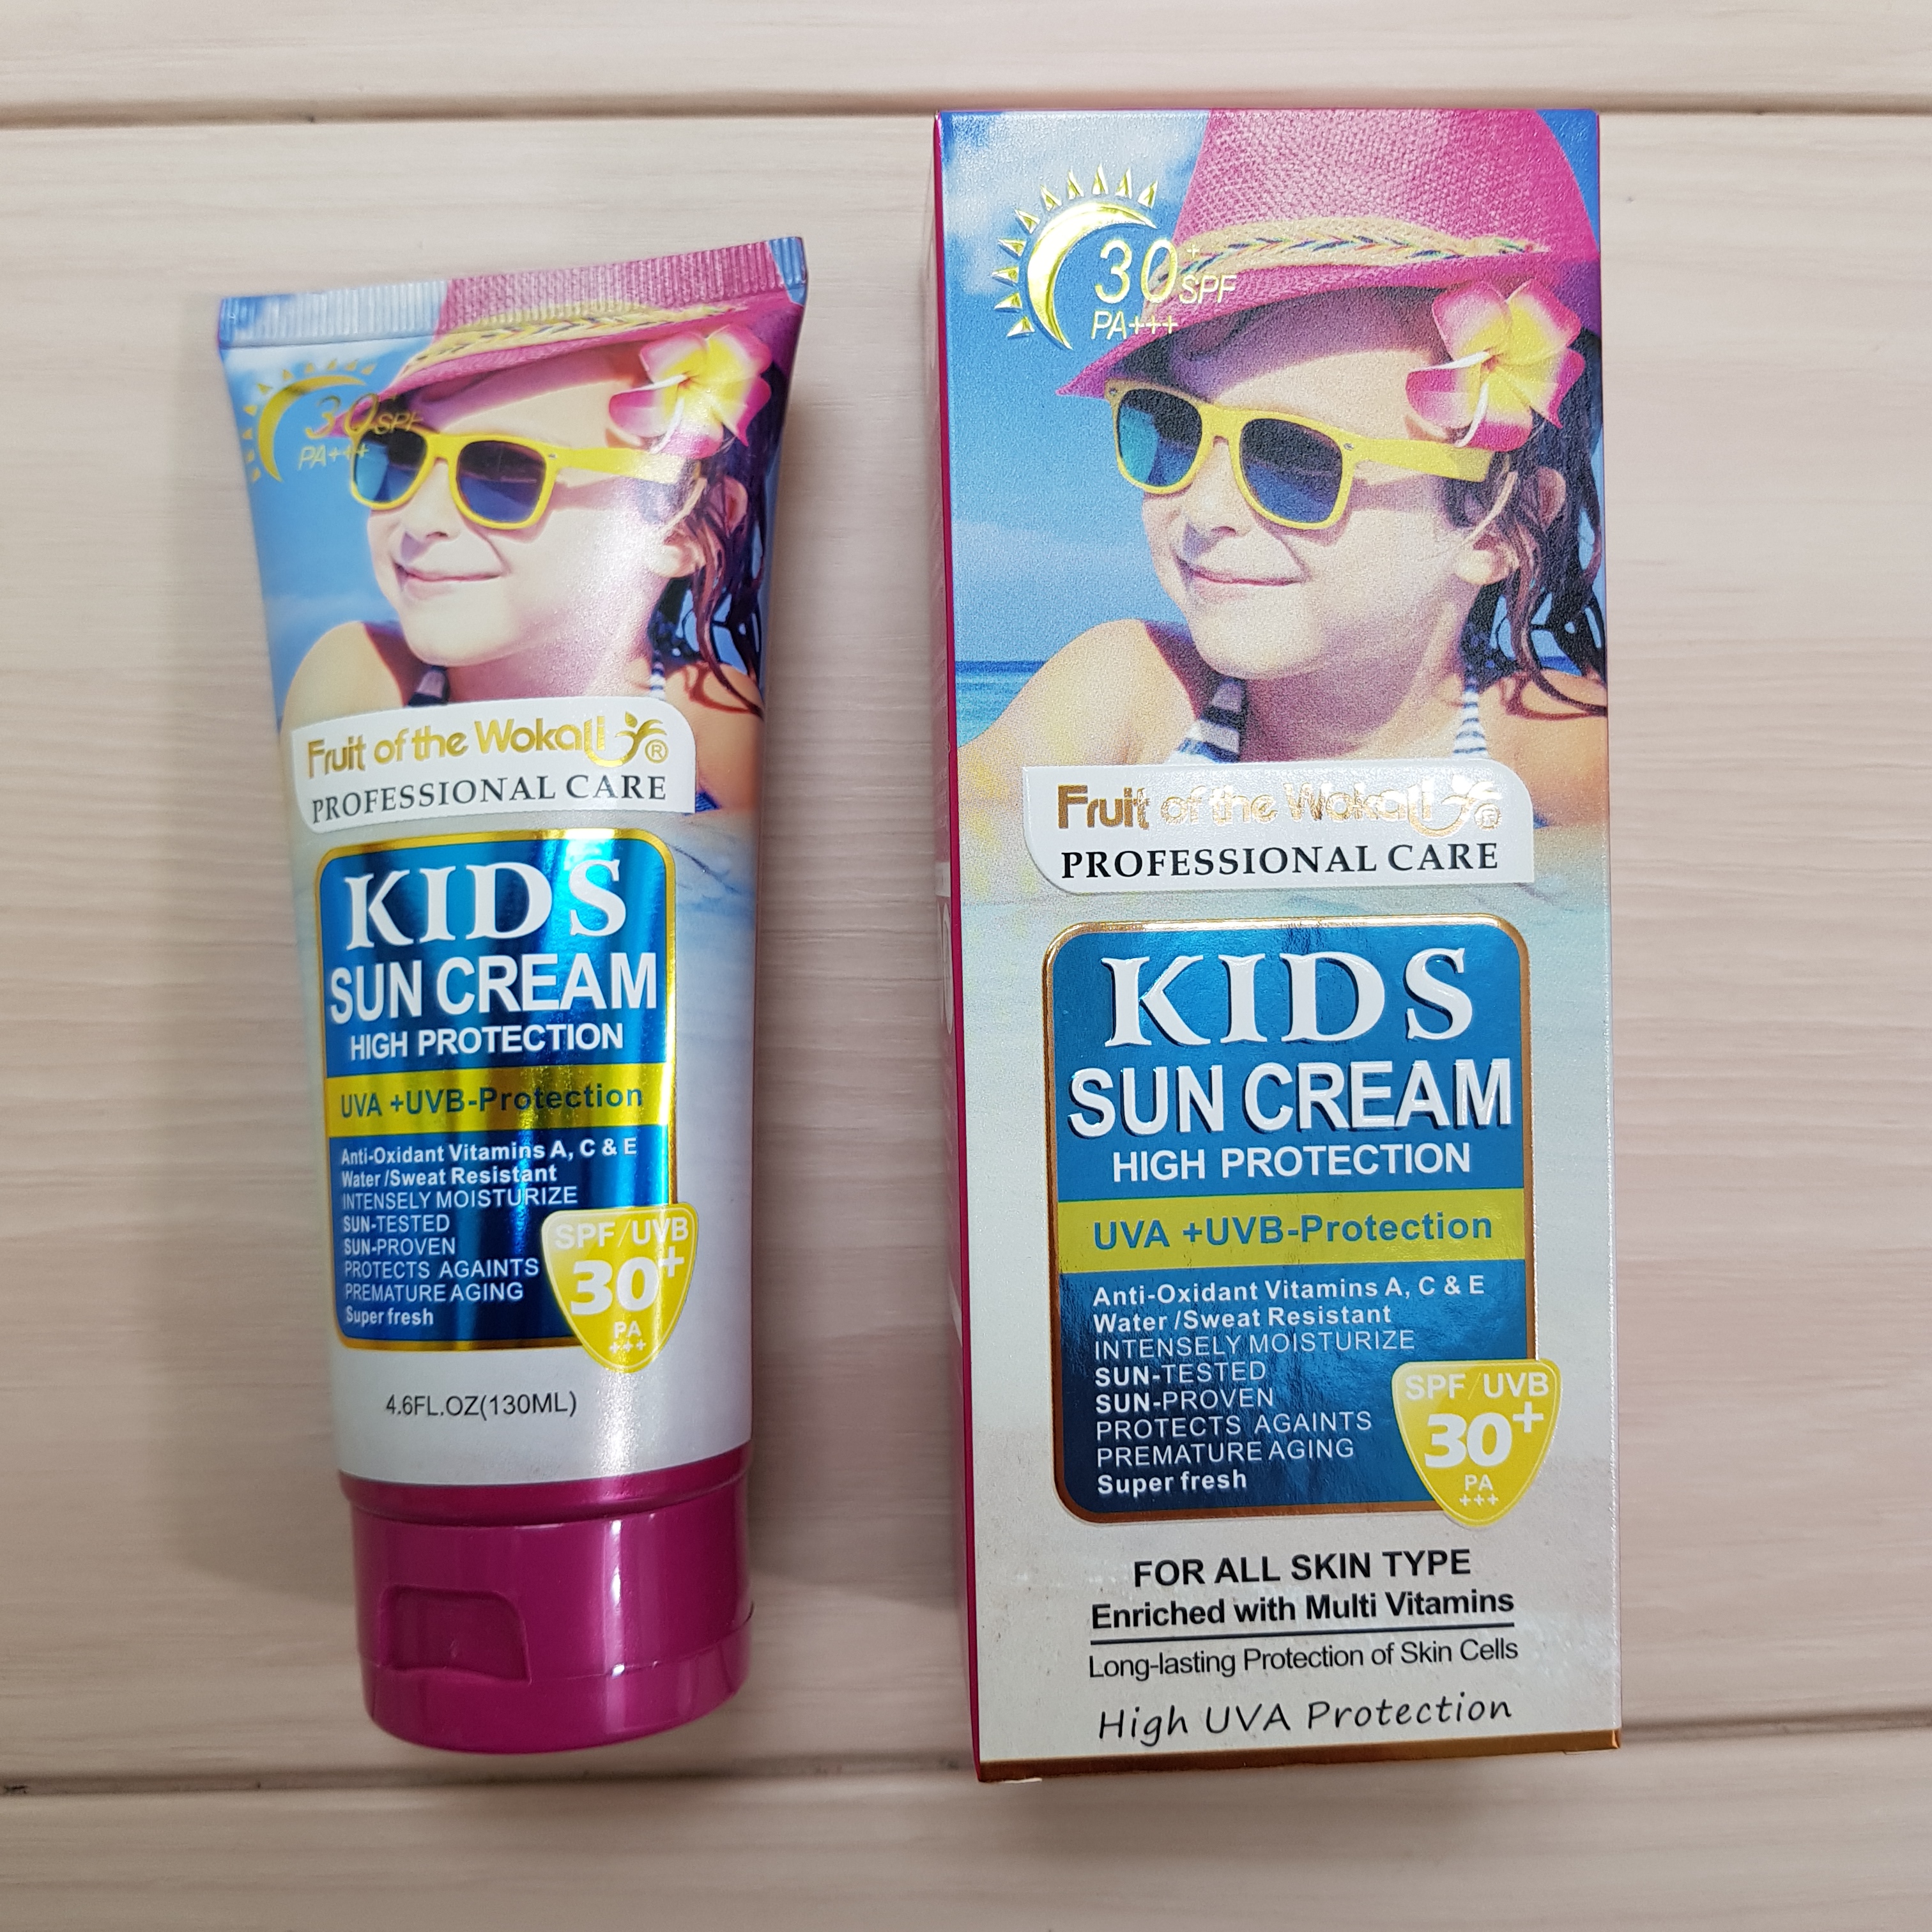 30+ SPF
PA+++
Fruit of the Wokali ®
PROFESSIONAL CARE
KIDS
SUN CREAM
HIGH PROTECTION
UVA +UVB-Protection
Anti-Oxidant Vitamins A, C & E
Water /Sweat Resistant
INTENSELY MOISTURIZE
SUN-TESTED
SUN-PROVEN
PROTECTS AGAINTS
PREMATURE AGING
Super fresh
SPF/UVB
30+
PA
+++
4.6FL.OZ(130ML)
30+ SPF
PA+++
Fruit of the Wokali ®
PROFESSIONAL CARE
KIDS
SUN CREAM
HIGH PROTECTION
UVA +UVB-Protection
Anti-Oxidant Vitamins A, C & E
Water /Sweat Resistant
INTENSELY MOISTURIZE
SUN-TESTED
SUN-PROVEN
PROTECTS AGAINTS
PREMATURE AGING
Super fresh
SPF/UVB
30+
PA
+++
FOR ALL SKIN TYPE
Enriched with Multi Vitamins
Long-lasting Protection of Skin Cells
High UVA Protection